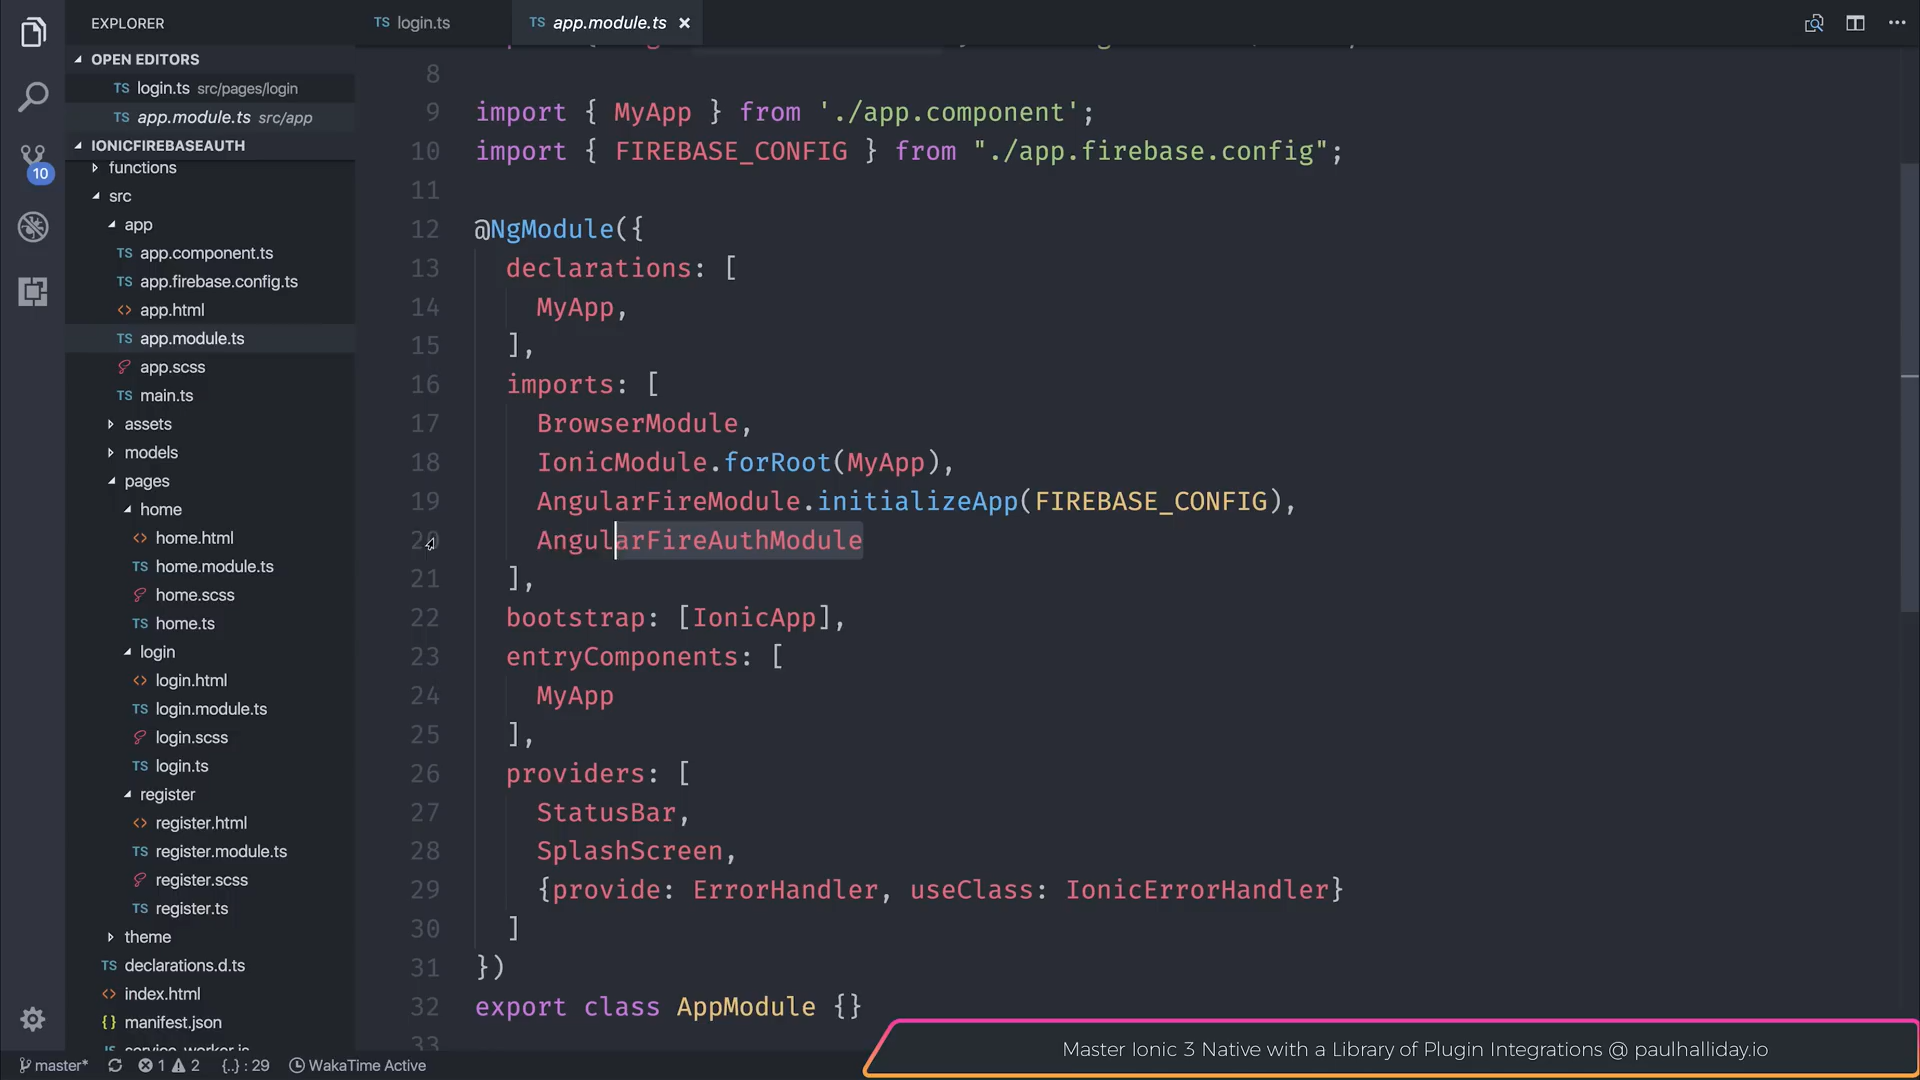 EXPLORER
OPEN EDITORS
TS login.ts src/pages/login
TS app.module.ts src/app
IONICFIREBASEAUTH
functions
src
app
TS app.component.ts
TS app.firebase.config.ts
<> app.html
TS app.module.ts
app.scss
TS main.ts
assets
models
pages
home
<> home.html
TS home.module.ts
home.scss
TS home.ts
login
<> login.html
TS login.module.ts
login.scss
TS login.ts
register
<> register.html
TS register.module.ts
register.scss
TS register.ts
theme
TS declarations.d.ts
<> index.html
{} manifest.json
10
TS login.ts
TS app.module.ts ×
8
9 import { MyApp } from './app.component';
10 import { FIREBASE_CONFIG } from "./app.firebase.config";
11
12 @NgModule({
13 declarations: [
14 MyApp,
15 ],
16 imports: [
17 BrowserModule,
18 IonicModule.forRoot(MyApp),
19 AngularFireModule.initializeApp(FIREBASE_CONFIG),
20 AngularFireAuthModule
21 ],
22 bootstrap: [IonicApp],
23 entryComponents: [
24 MyApp
25 ],
26 providers: [
27 StatusBar,
28 SplashScreen,
29 {provide: ErrorHandler, useClass: IonicErrorHandler}
30 ]
31 })
32 export class AppModule {}
33
Master Ionic 3 Native with a Library of Plugin Integrations @ paulhalliday.io
master* 1 2 {..} : 29 WakaTime Active